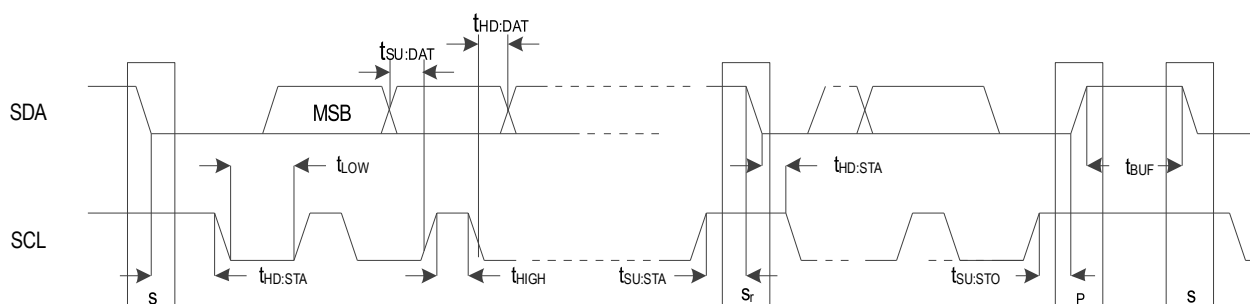 tHD:DAT
tSU:DAT
SDA
MSB
tLOW
tHD:STA
tBUF
SCL
tHD:STA
tHIGH
tSU:STA
tSU:STO
S
Sr
P
S